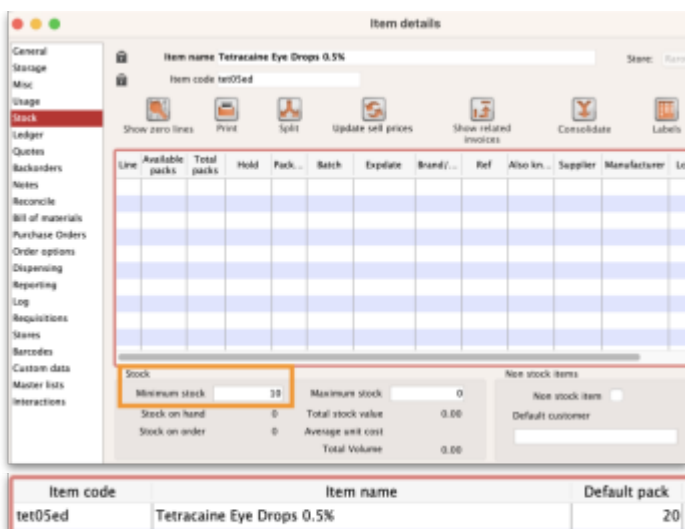 Item details
General
Storage
Misc
Usage
Stock
Ledger
Quotes
Backorders
Notes
Reconcile
Bill of materials
Purchase Orders
Order options
Dispensing
Reporting
Log
Requisitions
Stores
Barcodes
Custom data
Master lists
Interactions
Item name Tetracaine Eye Drops 0.5% Store:
Item code tet05ed
Show zero lines Print Split Update sell prices Show related invoices Consolidate Labels
Line Available packs Total packs Hold Pack... Batch Expdate Brand/... Ref Also kn... Supplier Manufacturer Lo
Stock Non stock items
Minimum stock 10 Maximum stock 0 Non stock item
Stock on hand 0 Total stock value 0.00 Default customer
Stock on order 0 Average unit cost
Total Volume 0.00
Item code Item name Default pack
tet05ed Tetracaine Eye Drops 0.5% 20